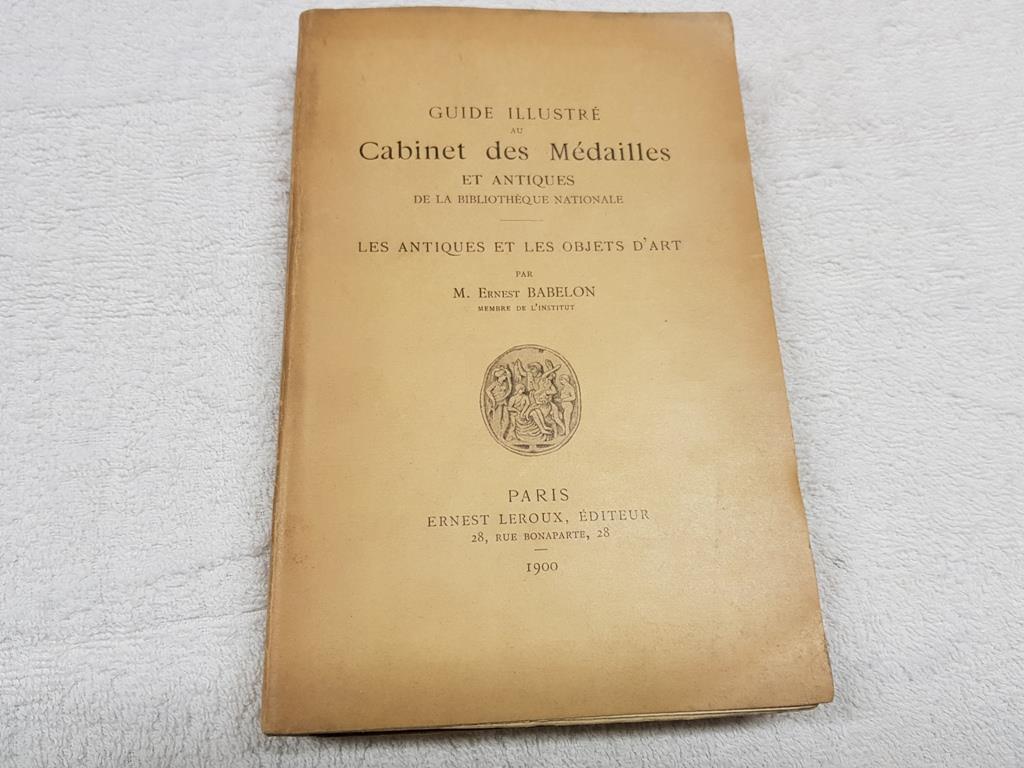 GUIDE ILLUSTRÉ
AU
Cabinet des Médailles
ET ANTIQUES
DE LA BIBLIOTHÈQUE NATIONALE
LES ANTIQUES ET LES OBJETS D'ART
PAR
M. ERNEST BABELON
MEMBRE DE L'INSTITUT
PARIS
ERNEST LEROUX, ÉDITEUR
28, RUE BONAPARTE, 28
1900